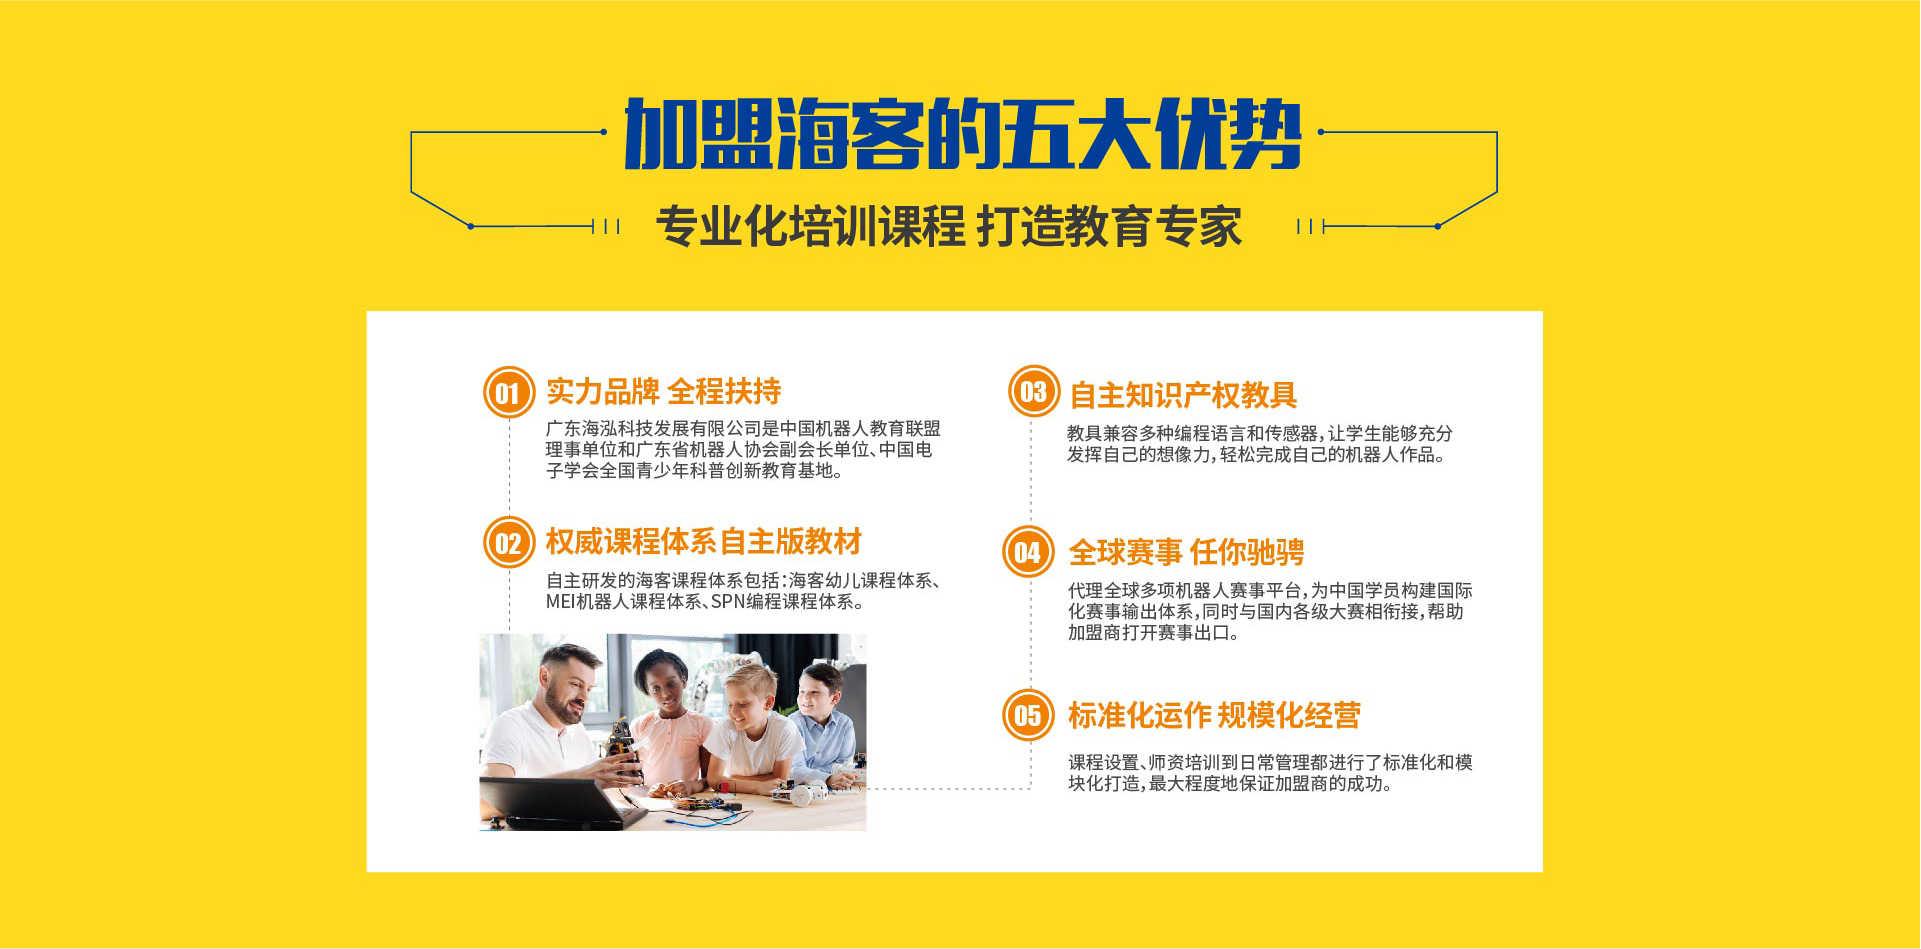 加盟海客的五大优势
专业化培训课程 打造教育专家
01
实力品牌 全程扶持
广东海泓科技发展有限公司是中国机器人教育联盟
理事单位和广东省机器人协会副会长单位、中国电
子学会全国青少年科普创新教育基地。
02
权威课程体系自主版教材
自主研发的海客课程体系包括：海客幼儿课程体系、
MEI机器人课程体系、SPN编程课程体系。
03
自主知识产权教具
教具兼容多种编程语言和传感器，让学生能够充分
发挥自己的想像力，轻松完成自己的机器人作品。
04
全球赛事 任你驰骋
代理全球多项机器人赛事平台，为中国学员构建国际
化赛事输出体系，同时与国内各级大赛相衔接，帮助
加盟商打开赛事出口。
05
标准化运作 规模化经营
课程设置、师资培训到日常管理都进行了标准化和模
块化打造，最大程度地保证加盟商的成功。